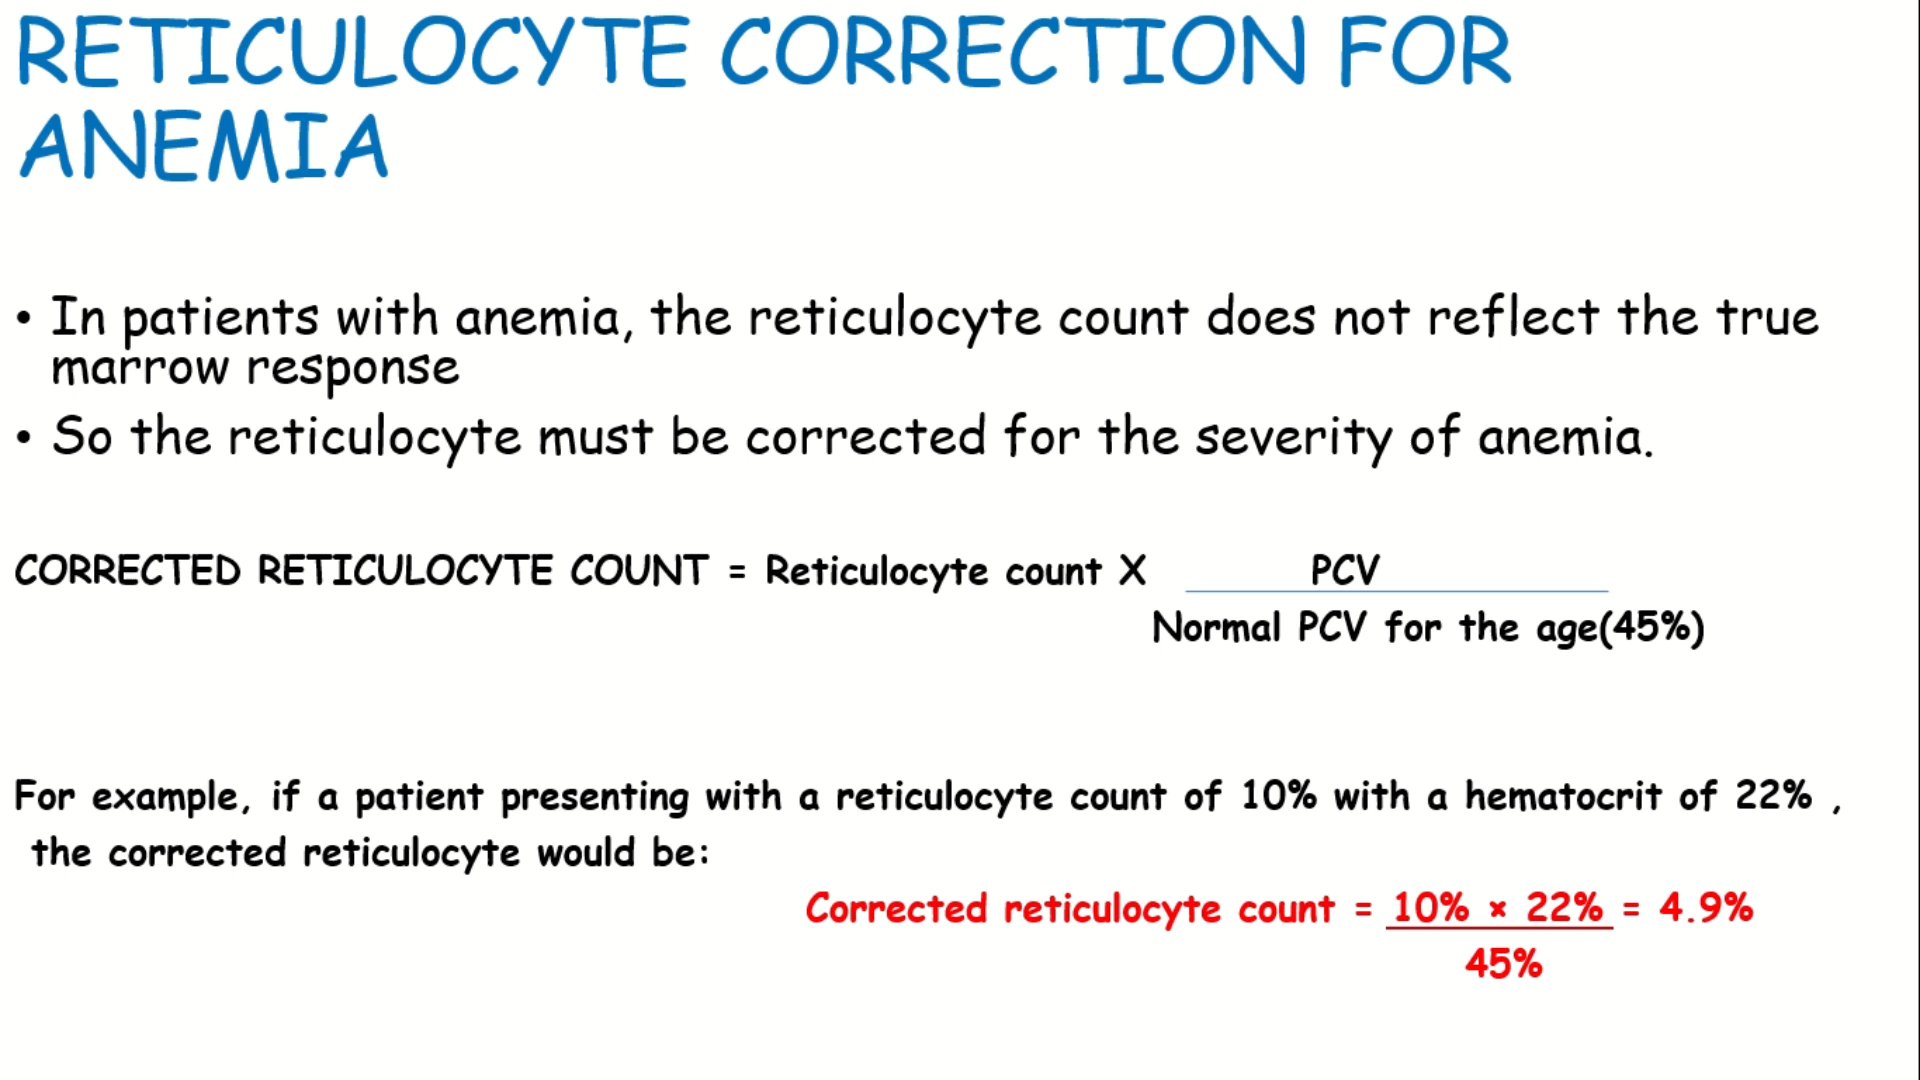 RETICULOCYTE CORRECTION FOR
ANEMIA
• In patients with anemia, the reticulocyte count does not reflect the true
marrow response
• So the reticulocyte must be corrected for the severity of anemia.
CORRECTED RETICULOCYTE COUNT = Reticulocyte count X PCV
Normal PCV for the age(45%)
For example, if a patient presenting with a reticulocyte count of 10% with a hematocrit of 22% ,
the corrected reticulocyte would be:
Corrected reticulocyte count = 10% × 22% = 4.9%
45%